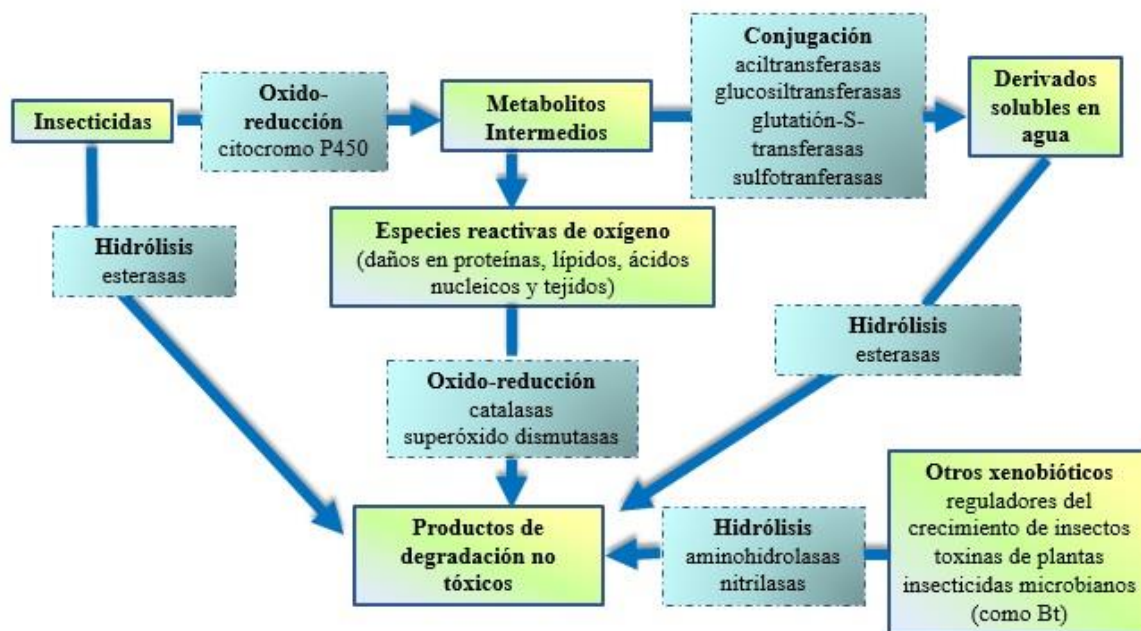 Insecticidas
Oxido-
reducción
citocromo P450
Metabolitos
Intermedios
Conjugación
aciltransferasas
glucosiltransferasas
glutatión-S-
transferasas
sulfotranferasas
Derivados
solubles en
agua
Hidrólisis
esterasas
Especies reactivas de oxígeno
(daños en proteínas, lípidos, ácidos
nucleicos y tejidos)
Hidrólisis
esterasas
Oxido-reducción
catalasas
superóxido dismutasas
Productos de
degradación no
tóxicos
Hidrólisis
aminohidrolasas
nitrilasas
Otros xenobióticos
reguladores del
crecimiento de insectos
toxinas de plantas
insecticidas microbianos
(como Bt)